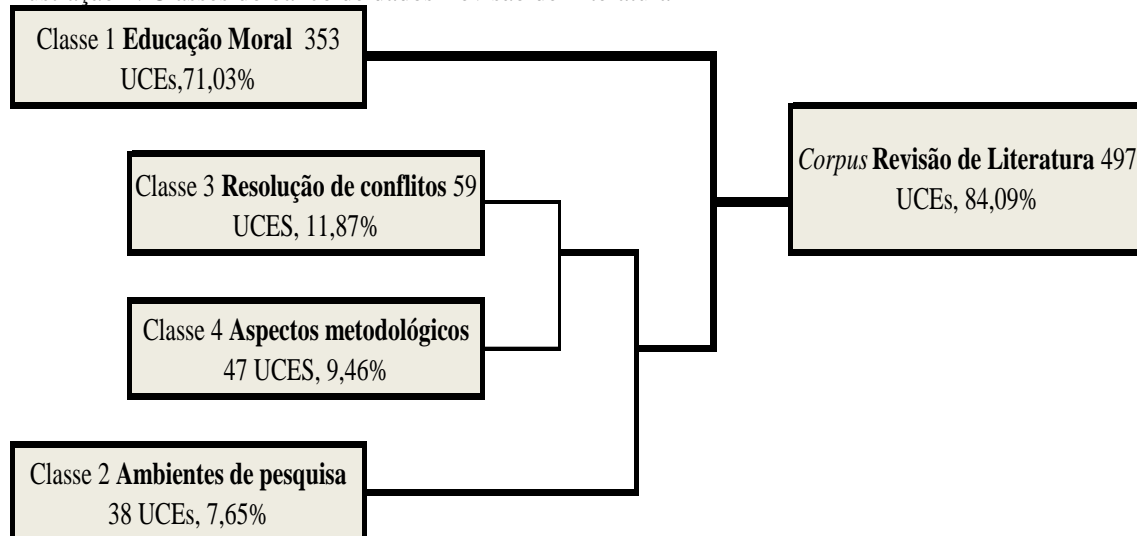 Classe 1 Educação Moral 353
UCEs,71,03%
Classe 3 Resolução de conflitos 59
UCES, 11,87%
Corpus Revisão de Literatura 497
UCEs, 84,09%
Classe 4 Aspectos metodológicos
47 UCES, 9,46%
Classe 2 Ambientes de pesquisa
38 UCEs, 7,65%